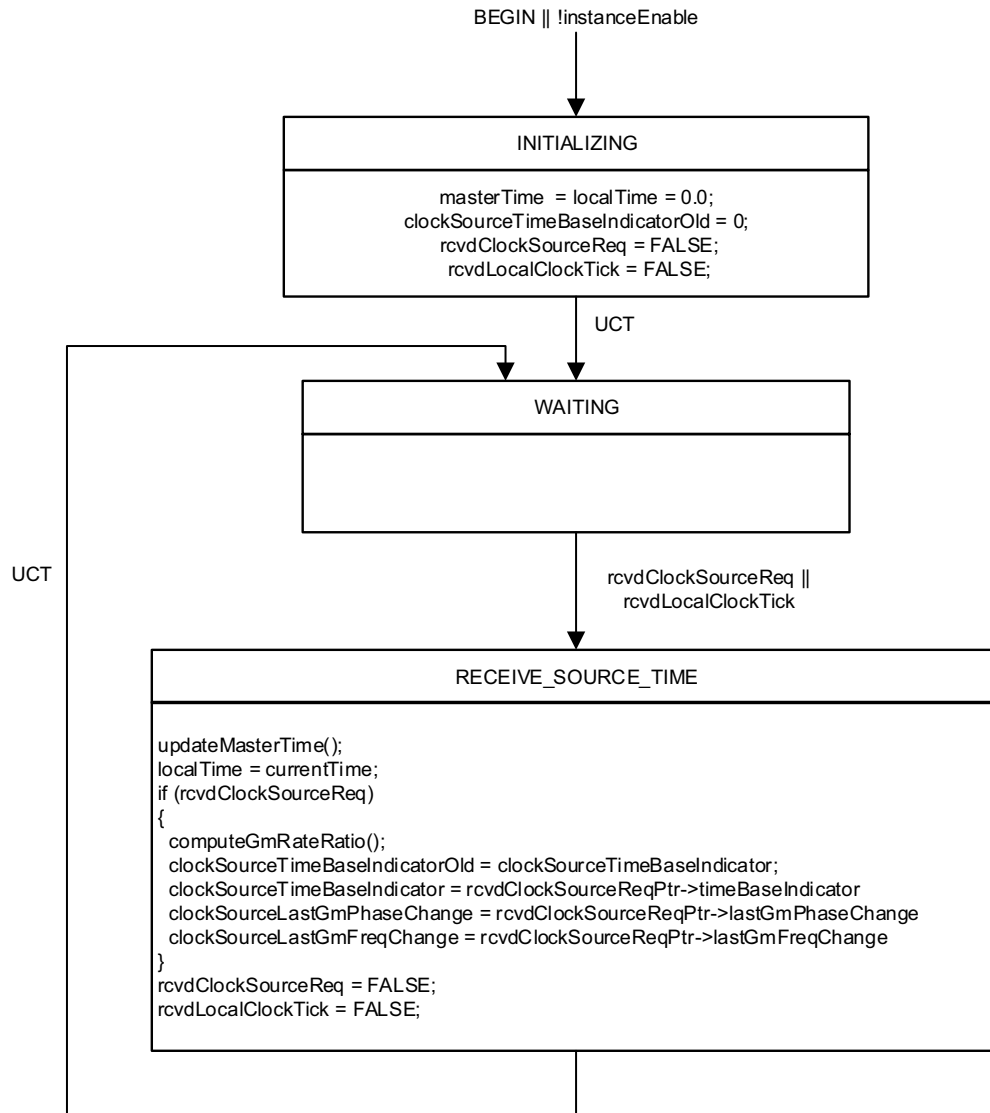 BEGIN || !instanceEnable
INITIALIZING
masterTime = localTime = 0.0;
clockSourceTimeBaseIndicatorOld = 0;
rcvdClockSourceReq = FALSE;
rcvdLocalClockTick = FALSE;
UCT
WAITING
UCT
rcvdClockSourceReq ||
rcvdLocalClockTick
RECEIVE_SOURCE_TIME
updateMasterTime();
localTime = currentTime;
if (rcvdClockSourceReq)
{
computeGmRateRatio();
clockSourceTimeBaseIndicatorOld = clockSourceTimeBaseIndicator;
clockSourceTimeBaseIndicator = rcvdClockSourceReqPtr->timeBaseIndicator
clockSourceLastGmPhaseChange = rcvdClockSourceReqPtr->lastGmPhaseChange
clockSourceLastGmFreqChange = rcvdClockSourceReqPtr->lastGmFreqChange
}
rcvdClockSourceReq = FALSE;
rcvdLocalClockTick = FALSE;